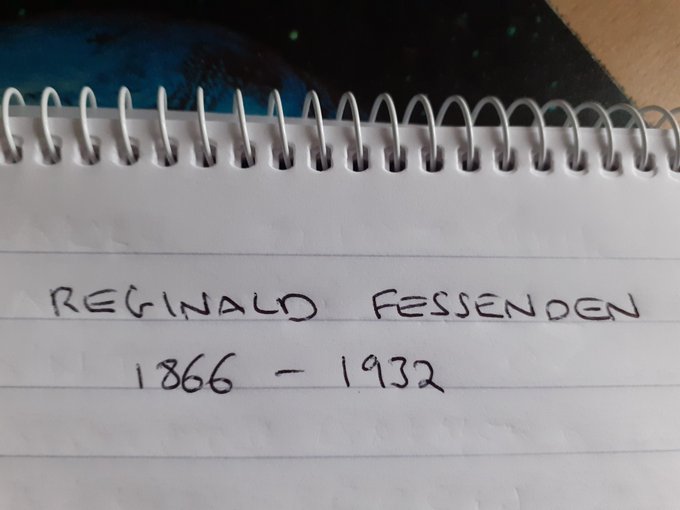 REGINALD FESSENDEN
1866 - 1932